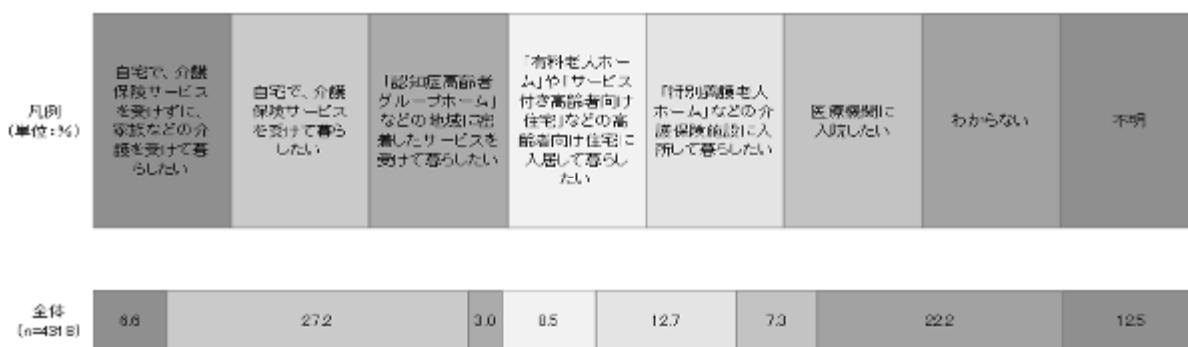 凡例
(単位:%)
自宅で、介護
保険サービス
を受けずに、
家族などの介
護を受けて暮
らしたい
自宅で、介護
保険サービス
を受けて暮ら
したい
「認知症高齢者
グループホーム」
などの地域に密
着したサービスを
受けて暮らしたい
「有料老人ホー
ム」や「サービス
付き高齢者向け
住宅」などの高
齢者向け住宅に
入居して暮らし
たい
「特別養護老人
ホーム」などの介
護保険施設に入
所して暮らしたい
医療機関に
入院したい
わからない
不明
全体
(n=4318)
6.6
27.2
3.0
8.5
12.7
7.3
22.2
12.5